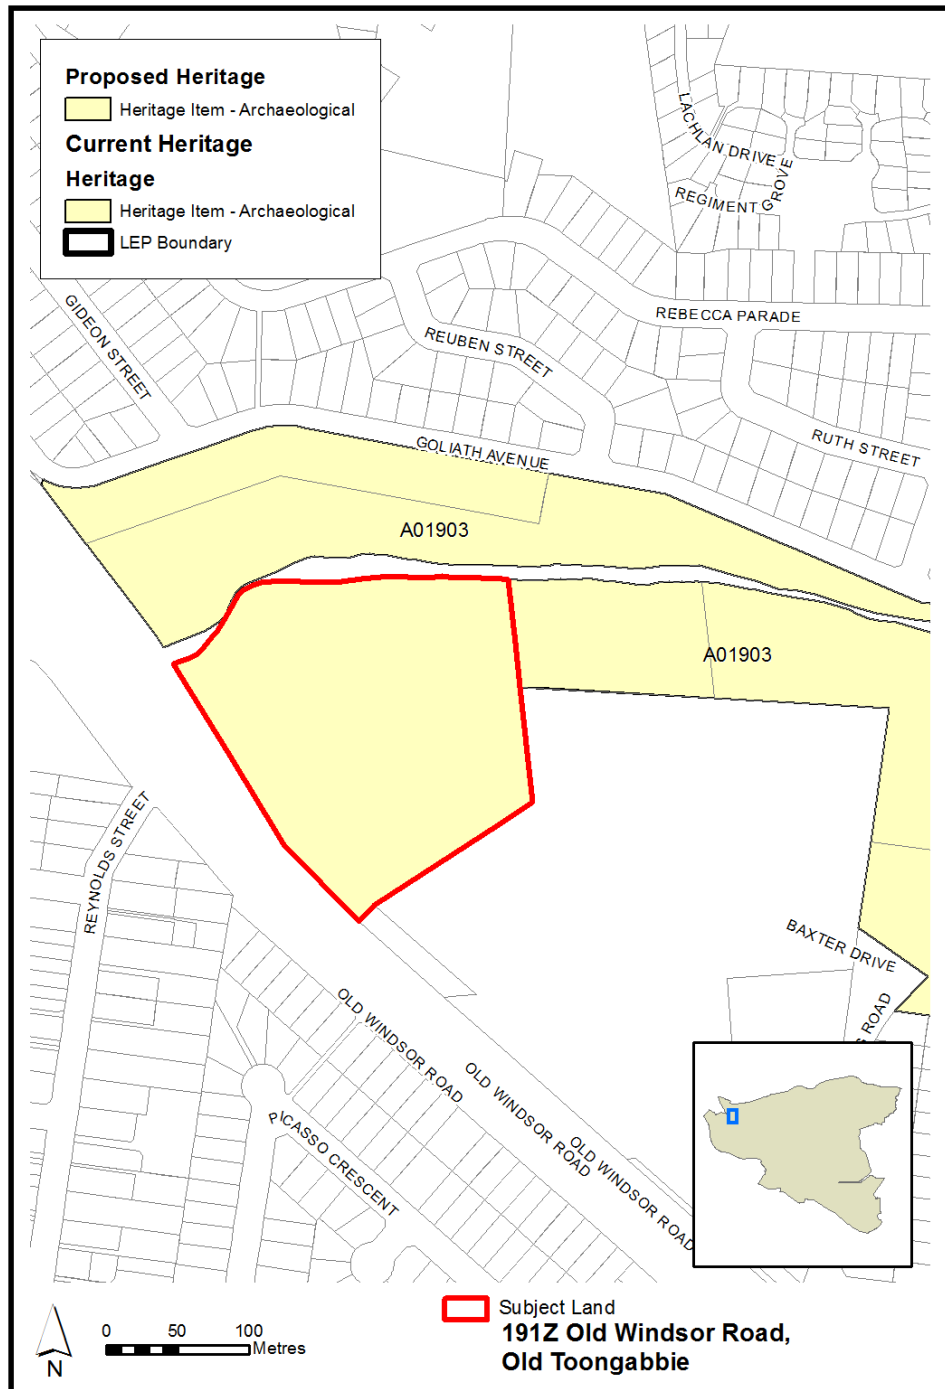 Proposed Heritage
Heritage Item - Archaeological
Current Heritage
Heritage
Heritage Item - Archaeological
LEP Boundary
LACHLAN DRIVE
REGIMENT GROVE
REBECCA PARADE
GIDEON STREET
REUBEN STREET
GOLIATH AVENUE
RUTH STREET
A01903
A01903
REYNOLDS STREET
BAXTER DRIVE
S ROAD
OLD WINDSOR ROAD
OLD WINDSOR ROAD
OLD WINDSOR ROAD
PICASSO CRESCENT
N
0 50 100
Metres
Subject Land
191Z Old Windsor Road,
Old Toongabbie